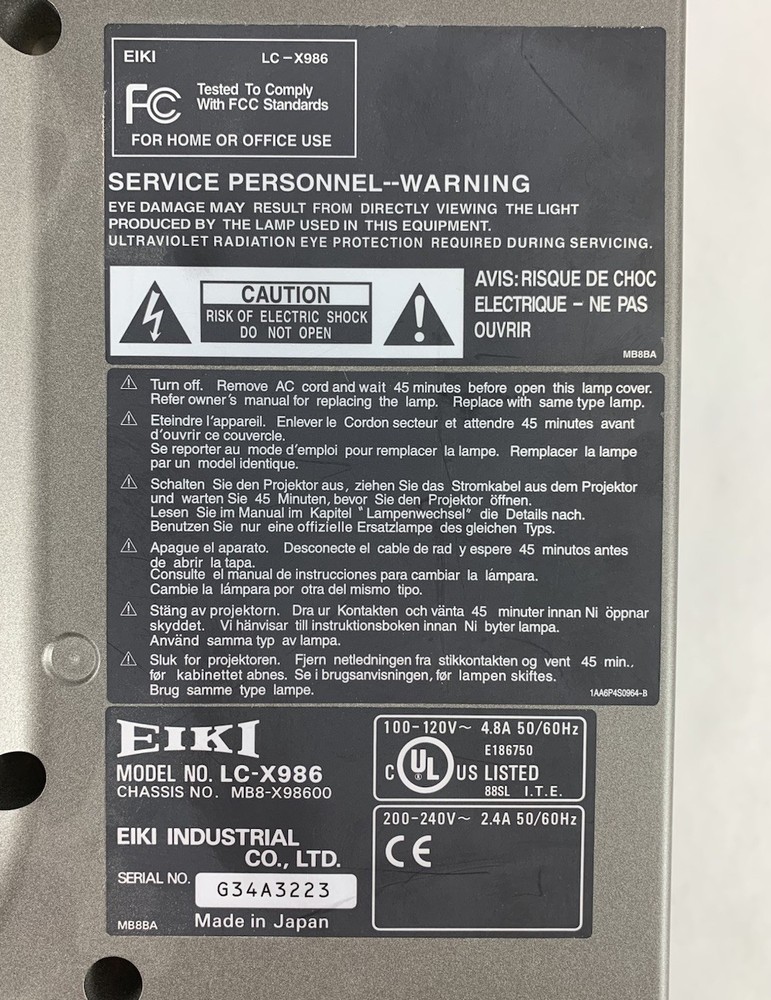 EIKI LC-X986
FC Tested To Comply
With FCC Standards
FOR HOME OR OFFICE USE
SERVICE PERSONNEL--WARNING
EYE DAMAGE MAY RESULT FROM DIRECTLY VIEWING THE LIGHT
PRODUCED BY THE LAMP USED IN THIS EQUIPMENT.
ULTRAVIOLET RADIATION EYE PROTECTION REQUIRED DURING SERVICING.
CAUTION
RISK OF ELECTRIC SHOCK
DO NOT OPEN
AVIS: RISQUE DE CHOC
ELECTRIQUE – NE PAS
OUVRIR
MB8BA
Turn off. Remove AC cord and wait 45 minutes before open this lamp cover.
Refer owner's manual for replacing the lamp. Replace with same type lamp.
Eteindre l'appareil. Enlever le Cordon secteur et attendre 45 minutes avant
d'ouvrir ce couvercle.
Se reporter au mode d'emploi pour remplacer la lampe. Remplacer la lampe
par un model identique.
Schalten Sie den Projektor aus, ziehen Sie das Stromkabel aus dem Projektor
und warten Sie 45 Minuten, bevor Sie den Projektor öffnen.
Lesen Sie im Manual im Kapitel "Lampenwechsel" die Details nach.
Benutzen Sie nur eine offizielle Ersatzlampe des gleichen Typs.
Apague el aparato. Desconecte el cable de rad y espere 45 minutos antes
de abrir la tapa.
Consulte el manual de instrucciones para cambiar la lámpara.
Cambie la lámpara por otra del mismo tipo.
Stäng av projektorn. Dra ur Kontakten och vänta 45 minuter innan Ni öppnar
skyddet. Vi hänvisar till instruktionsboken innan Ni byter lampa.
Använd samma typ av lampa.
Sluk for projektoren. Fjern netledningen fra stikkontakten og vent 45 min.,
før kabinettet abnes. Se i brugsanvisningen, før lampen skiftes.
Brug samme type lampe.
1AA6P4S0964-B
EIKI
MODEL NO. LC-X986
CHASSIS NO. MB8-X98600
EIKI INDUSTRIAL
CO., LTD.
SERIAL NO. G34A3223
MB8BA Made in Japan
100-120V~ 4.8A 50/60Hz
E186750
C UL US LISTED
88SL I.T.E.
200-240V~ 2.4A 50/60Hz
CE